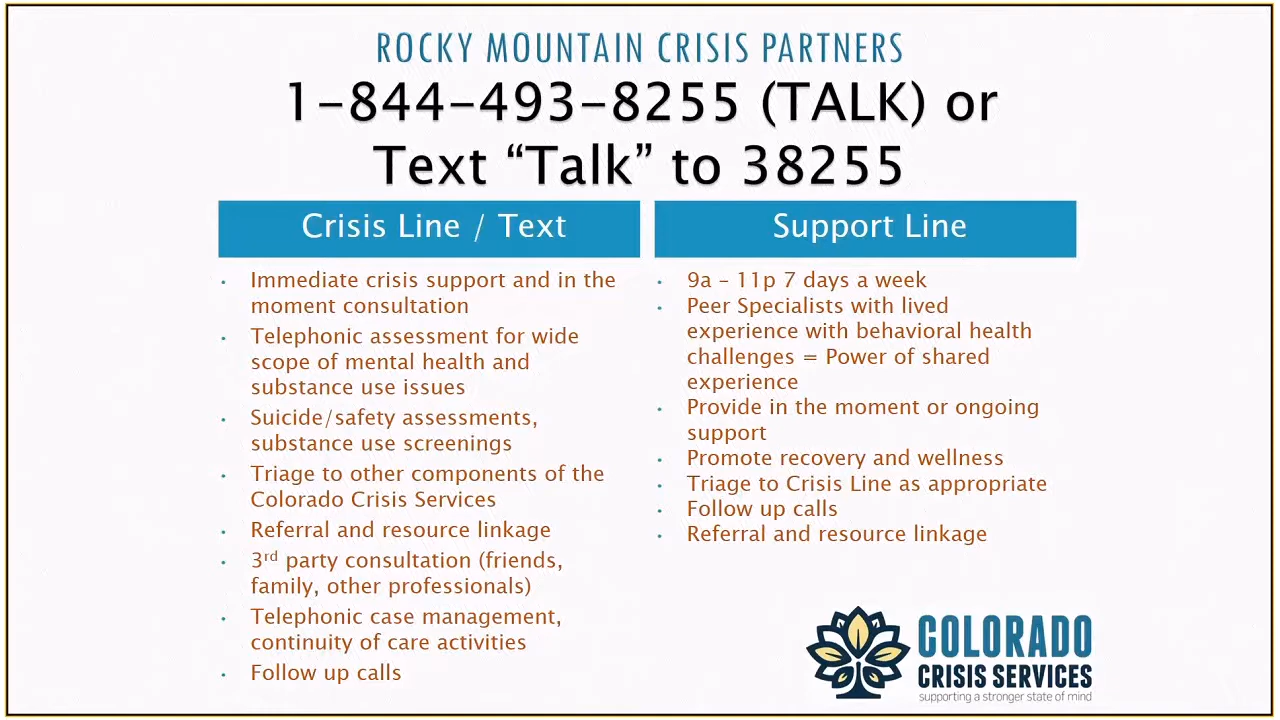 ROCKY MOUNTAIN CRISIS PARTNERS
1-844-493-8255 (TALK) or
Text “Talk” to 38255
Crisis Line / Text
• Immediate crisis support and in the
moment consultation
• Telephonic assessment for wide
scope of mental health and
substance use issues
• Suicide/safety assessments,
substance use screenings
• Triage to other components of the
Colorado Crisis Services
• Referral and resource linkage
• 3rd party consultation (friends,
family, other professionals)
• Telephonic case management,
continuity of care activities
• Follow up calls
Support Line
• 9a – 11p 7 days a week
• Peer Specialists with lived
experience with behavioral health
challenges = Power of shared
experience
• Provide in the moment or ongoing
support
• Promote recovery and wellness
• Triage to Crisis Line as appropriate
• Follow up calls
• Referral and resource linkage
COLORADO
CRISIS SERVICES
supporting a stronger state of mind